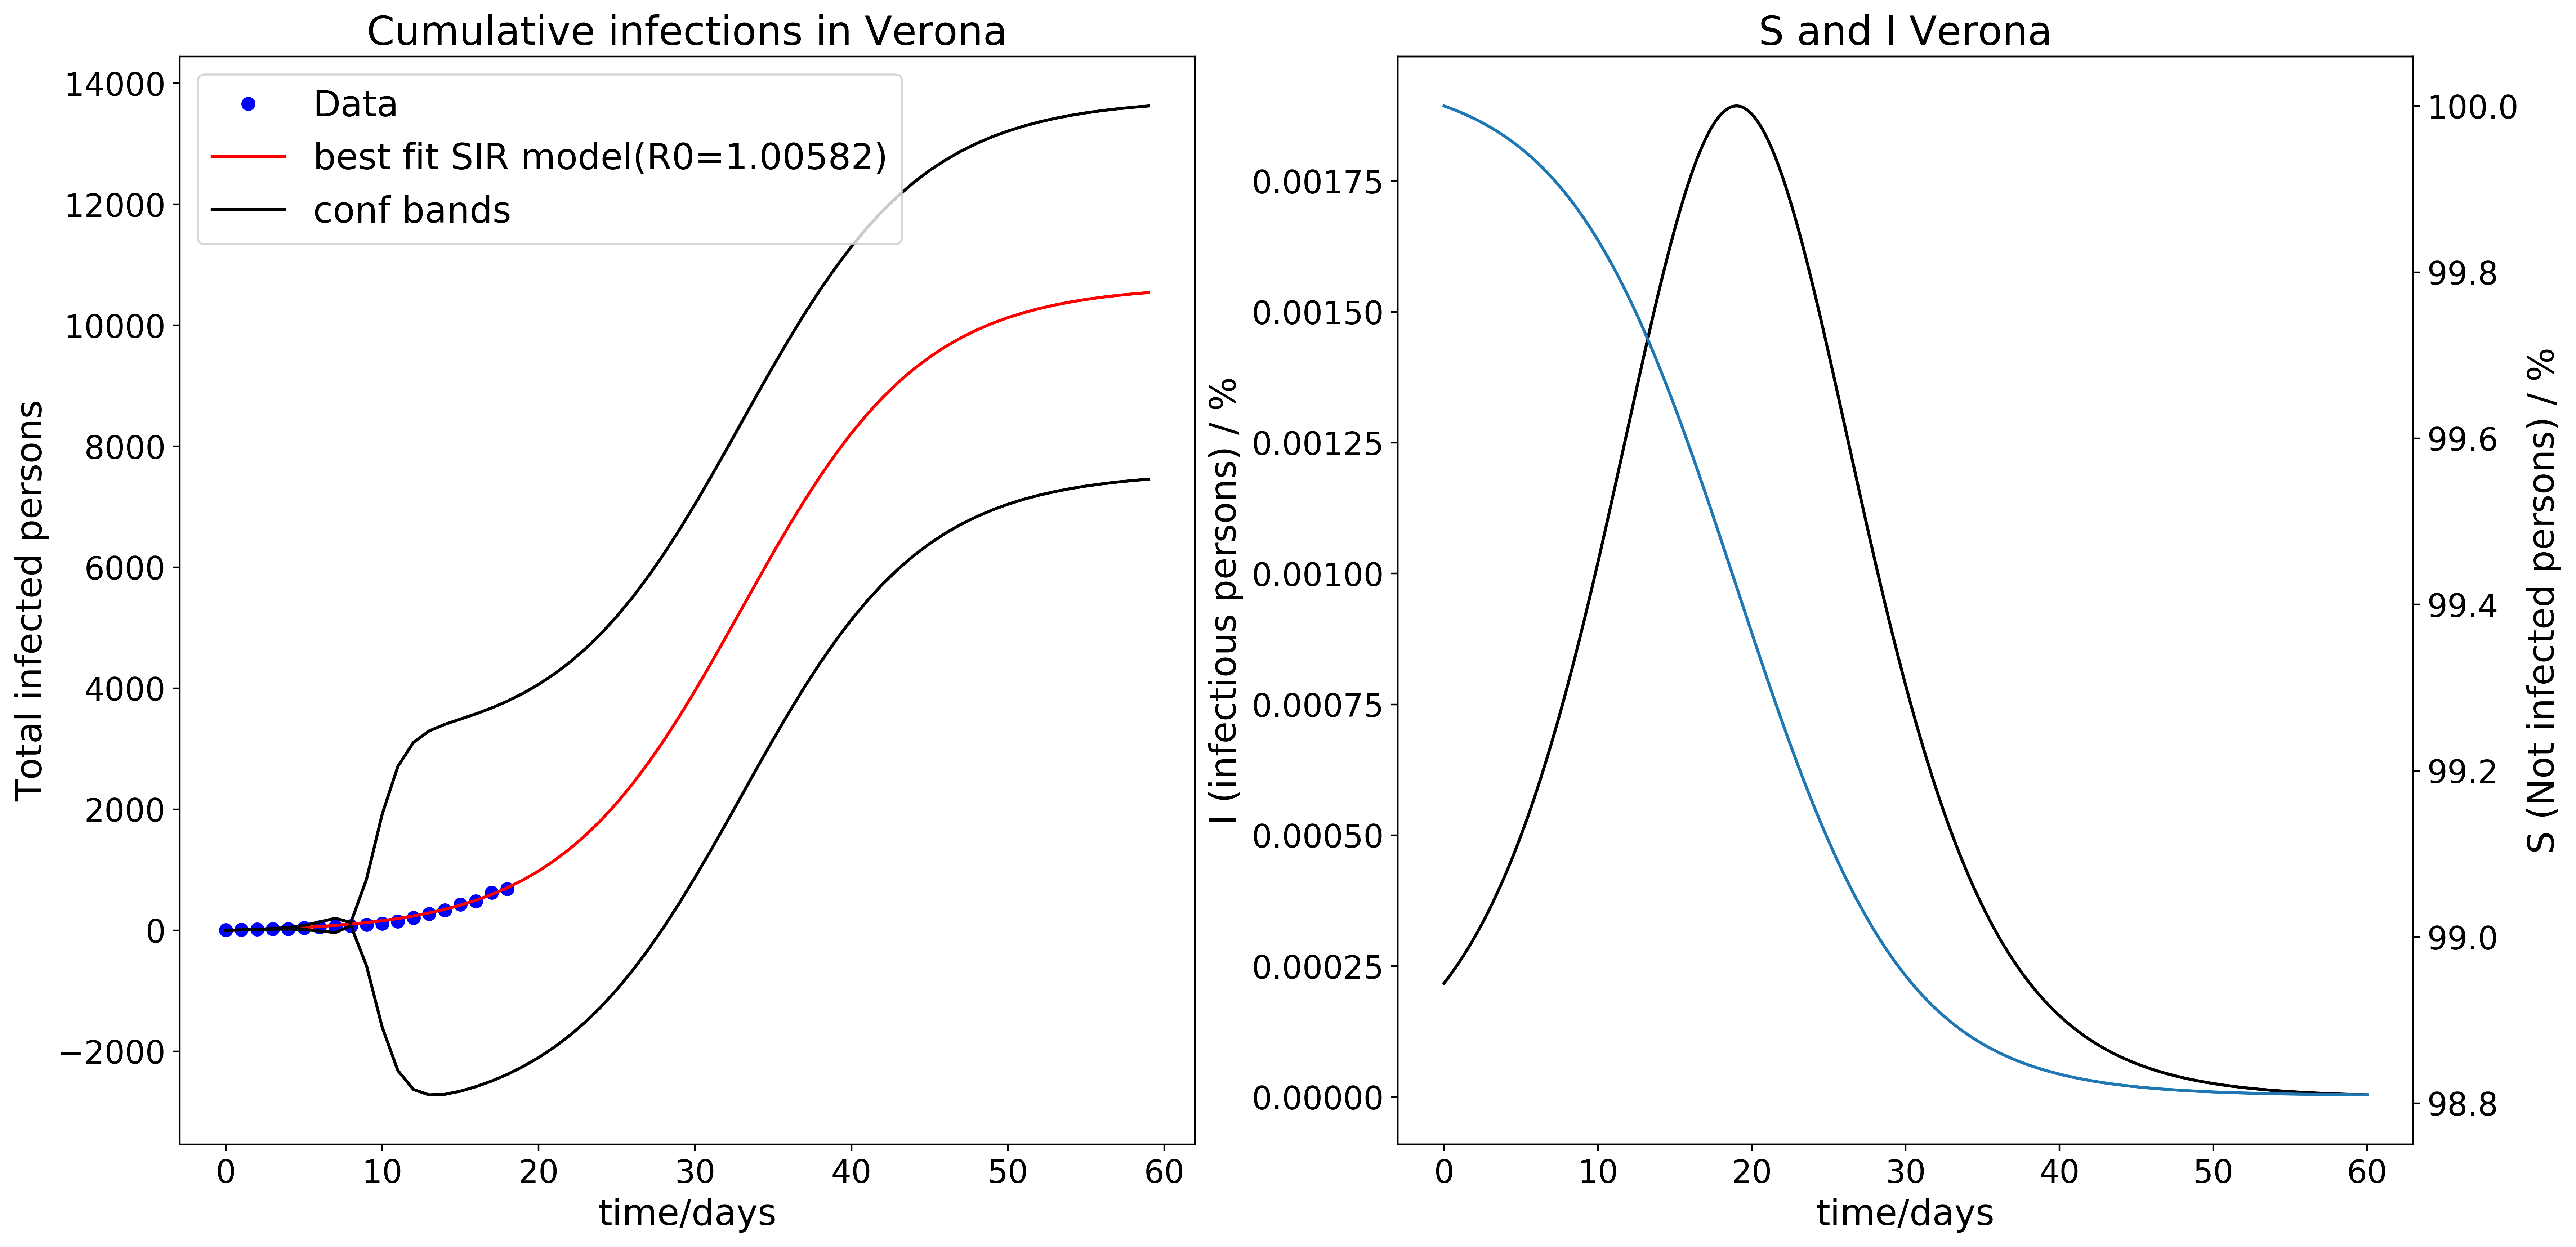 Cumulative infections in Verona
14000
12000
10000
8000
6000
4000
2000
0
−2000
Total infected persons
Data
best fit SIR model(R0=1.00582)
conf bands
0 10 20 30 40 50 60
time/days
S and I Verona
0.00175
0.00150
0.00125
0.00100
0.00075
0.00050
0.00025
0.00000
I (infectious persons) / %
100.0
99.8
99.6
99.4
99.2
99.0
98.8
S (Not infected persons) / %
0 10 20 30 40 50 60
time/days